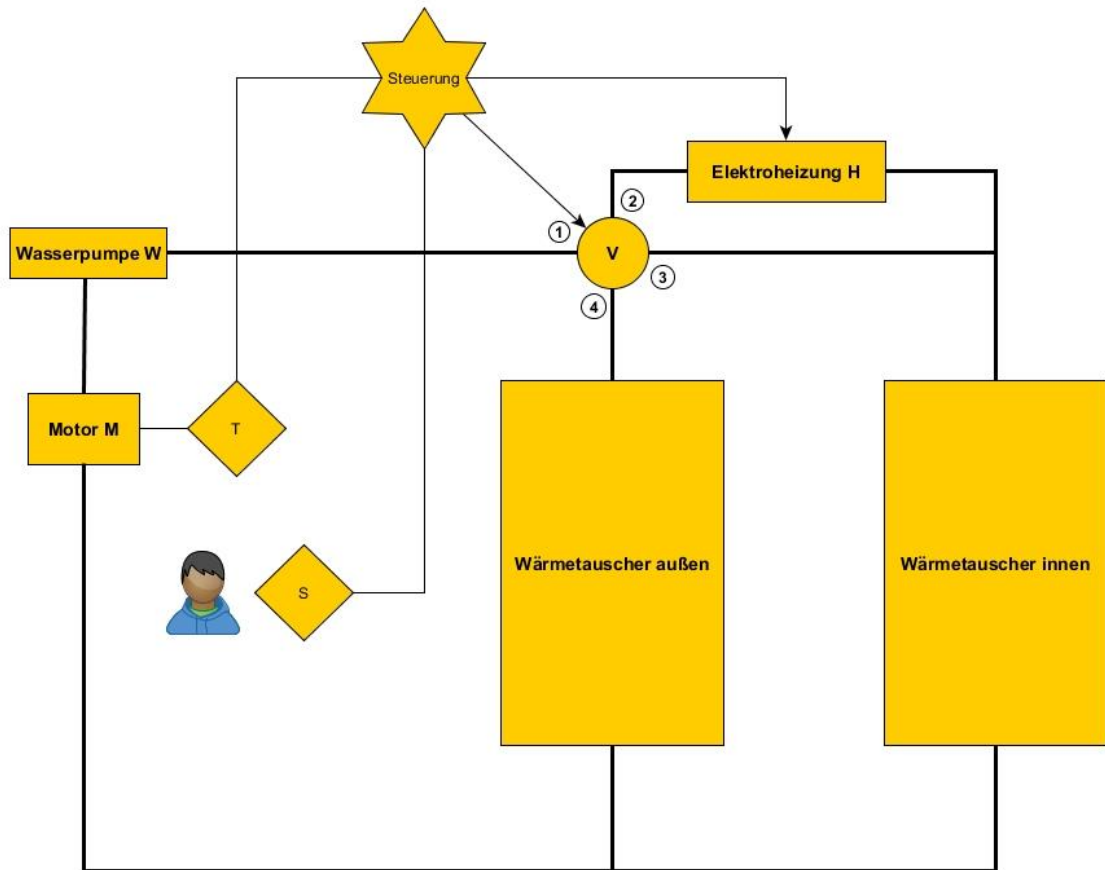 Steuerung
Elektroheizung H
2
1
Wasserpumpe W
V
3
4
Motor M
T
Wärmetauscher außen
Wärmetauscher innen
S